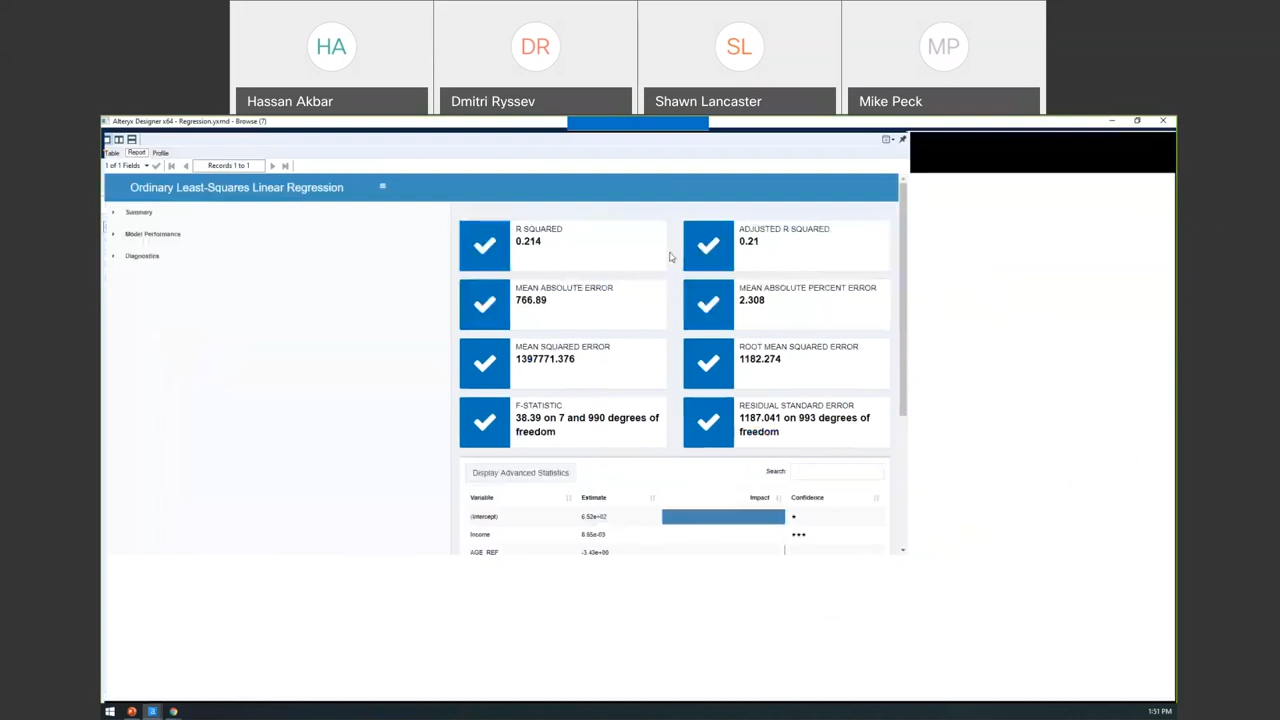 HA
DR
SL
MP
Hassan Akbar
Dmitri Ryssev
Shawn Lancaster
Mike Peck
Alteryx Designer x64 - Regression.yxmd - Browse (7)
Table
Report
Profile
1 of 1 Fields
Records 1 to 1
Ordinary Least-Squares Linear Regression
Summary
Model Performance
Diagnostics
R SQUARED
0.214
ADJUSTED R SQUARED
0.21
MEAN ABSOLUTE ERROR
766.89
MEAN ABSOLUTE PERCENT ERROR
2.308
MEAN SQUARED ERROR
1397771.376
ROOT MEAN SQUARED ERROR
1182.274
F-STATISTIC
38.39 on 7 and 990 degrees of
freedom
RESIDUAL STANDARD ERROR
1187.041 on 993 degrees of
freedom
Display Advanced Statistics
Search:
Variable Estimate Impact Confidence
(Intercept) 6.52e+02 ★
Income 8.65e-03 ★★★
AGE_REF -3.43e+00
1:51 PM